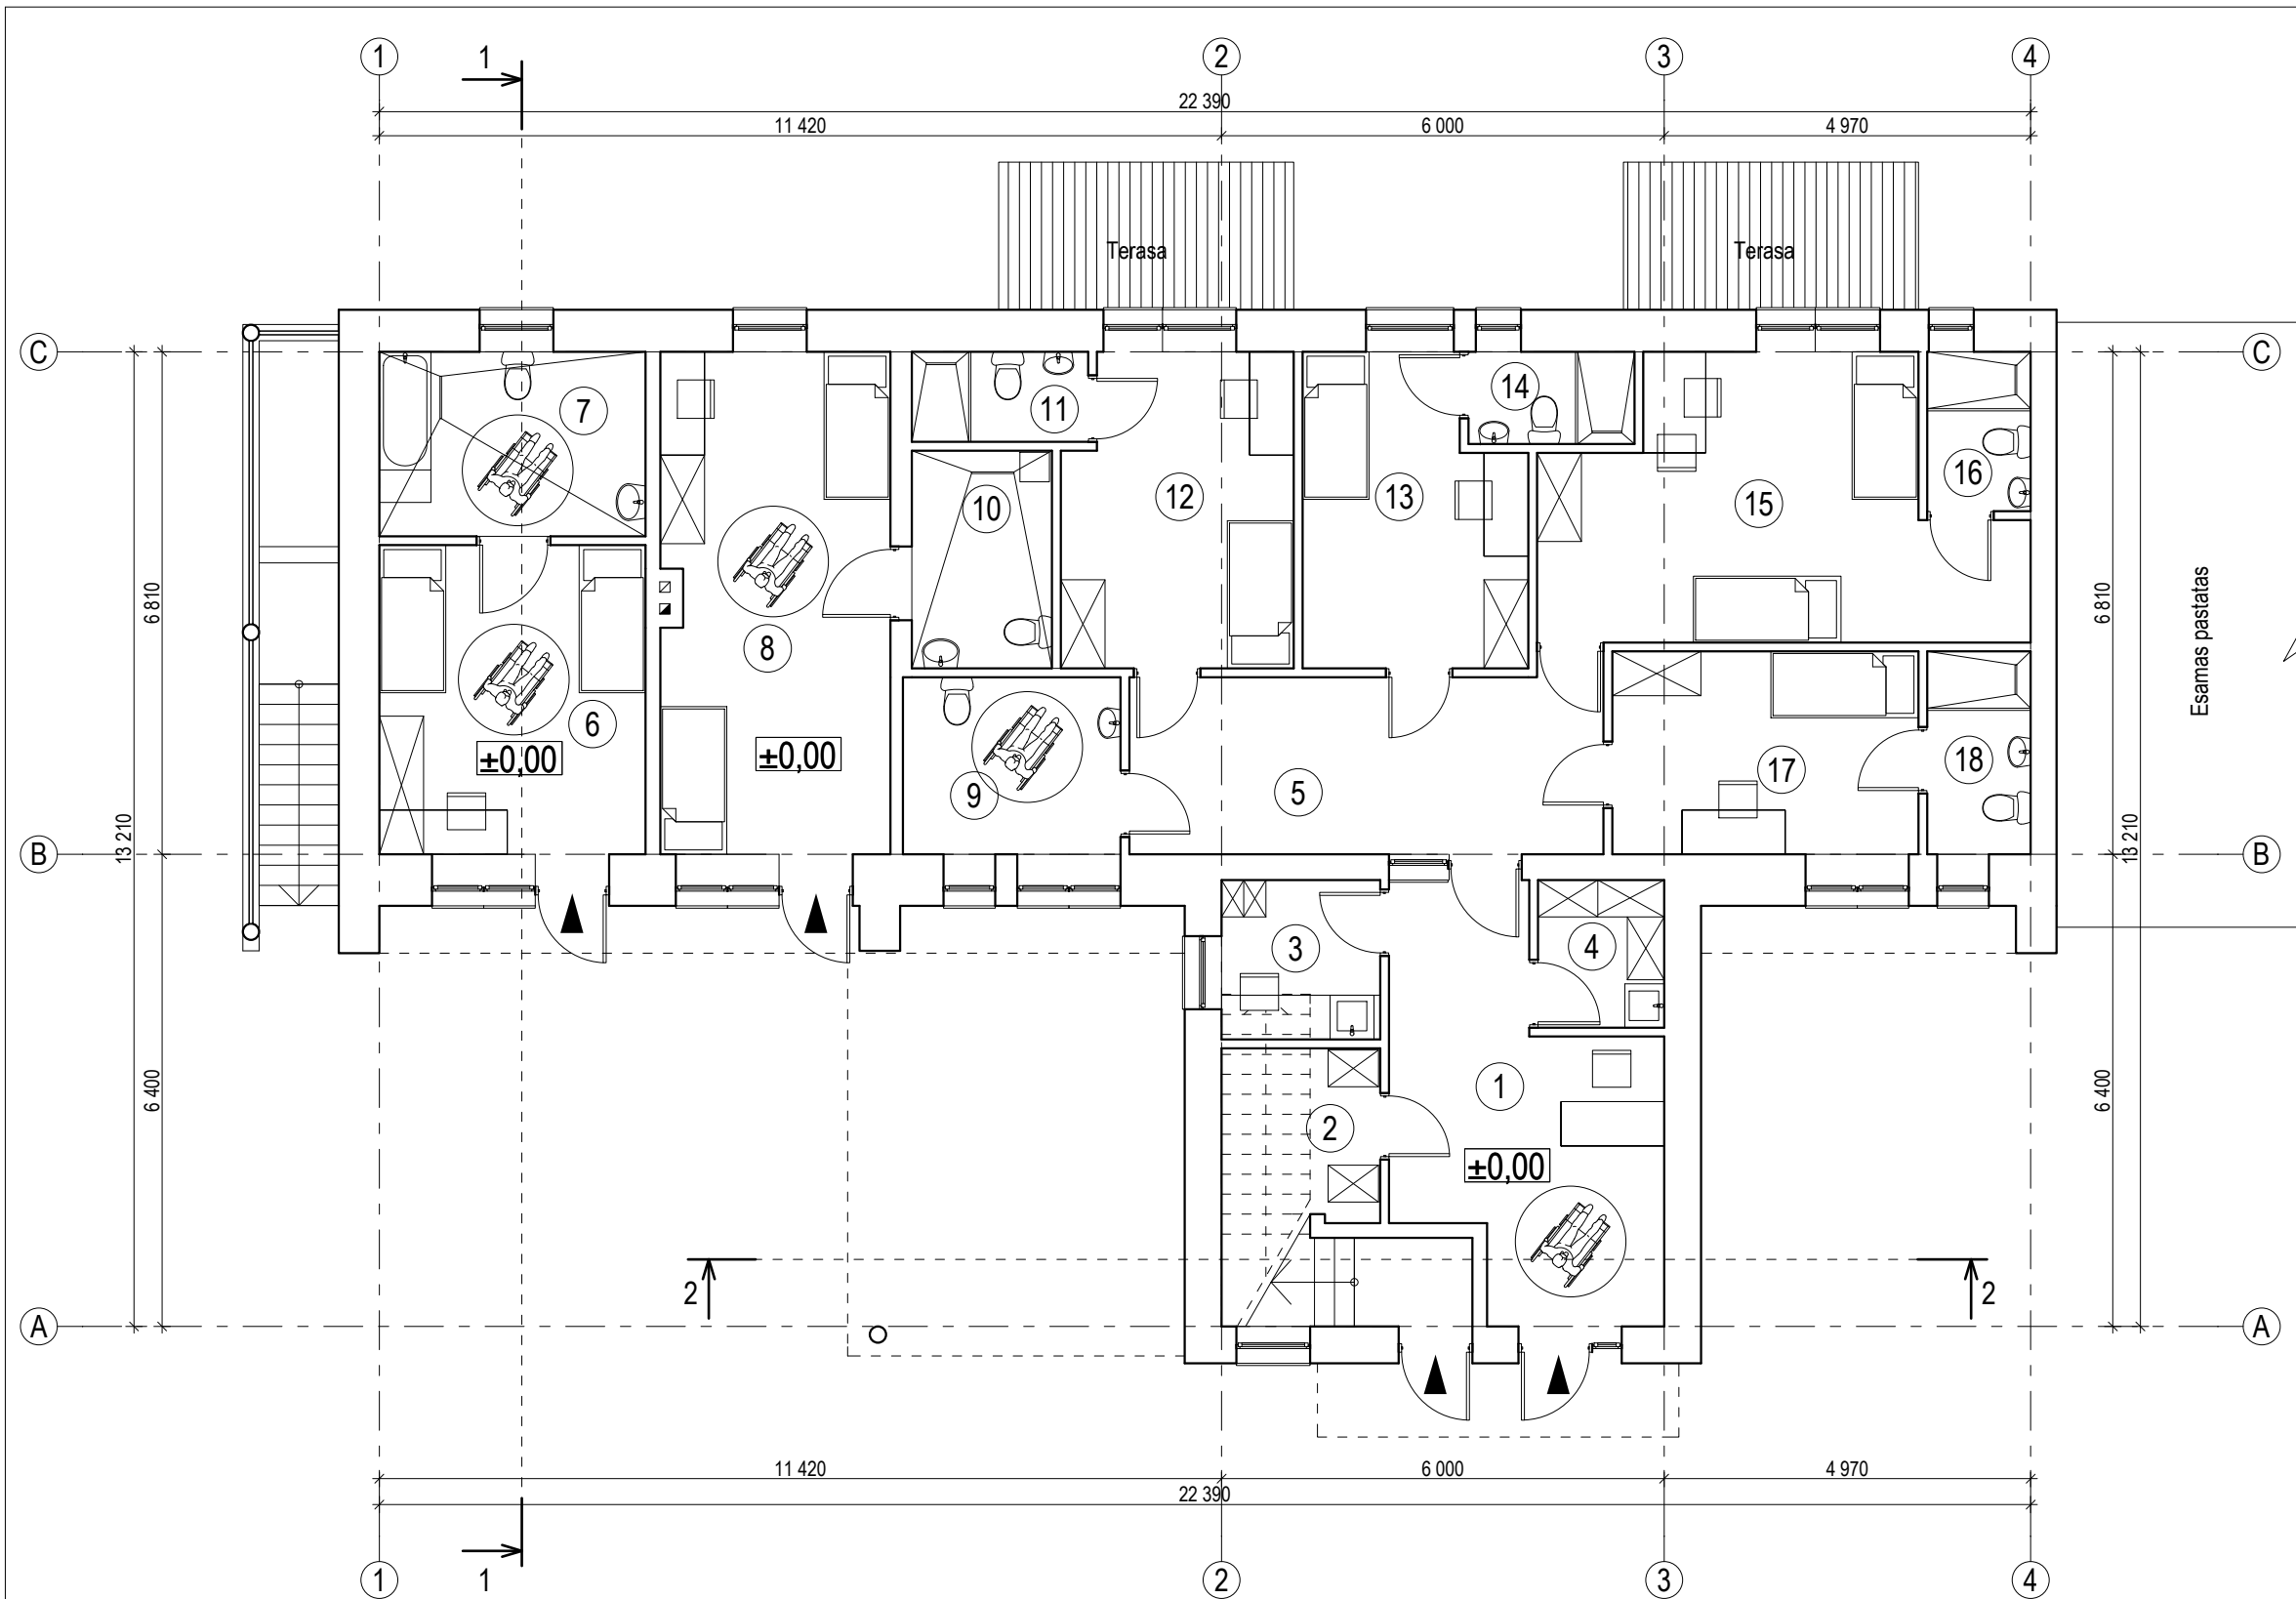 1 1 2 3 4
22 390
11 420 6 000 4 970
Terasa Terasa
C C
7 11 14
12 13 15 16
10
6 810 6 810
Esamas pastatas
8
6
±0,00 ±0,00
9 5 17 18
13 210 13 210
B B
3 4
6 400 6 400
1
2
±0,00
2 2
A A
11 420 6 000 4 970
22 390
1 1 2 3 4